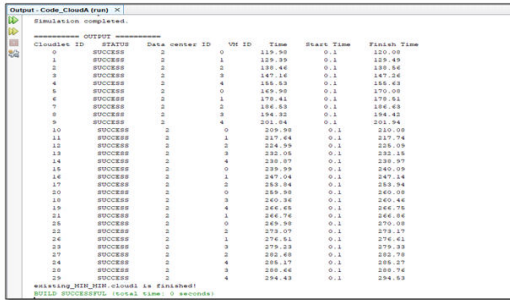 Output - Code_CloudA (run) ×
Simulation completed.
========== OUTPUT ==========
Cloudlet ID STATUS Data center ID VM ID Time Start Time Finish Time
0 SUCCESS 2 0 119.98 0.1 120.08
1 SUCCESS 2 1 129.39 0.1 129.49
2 SUCCESS 2 2 138.46 0.1 138.56
3 SUCCESS 2 3 147.16 0.1 147.26
4 SUCCESS 2 4 155.53 0.1 155.63
5 SUCCESS 2 0 169.98 0.1 170.08
6 SUCCESS 2 1 178.41 0.1 178.51
7 SUCCESS 2 2 186.53 0.1 186.63
8 SUCCESS 2 3 194.32 0.1 194.42
9 SUCCESS 2 4 201.84 0.1 201.94
10 SUCCESS 2 0 209.98 0.1 210.08
11 SUCCESS 2 1 217.64 0.1 217.74
12 SUCCESS 2 2 224.99 0.1 225.09
13 SUCCESS 2 3 232.05 0.1 232.15
14 SUCCESS 2 4 238.87 0.1 238.97
15 SUCCESS 2 0 239.99 0.1 240.09
16 SUCCESS 2 1 247.04 0.1 247.14
17 SUCCESS 2 2 253.84 0.1 253.94
20 SUCCESS 2 0 259.98 0.1 260.08
18 SUCCESS 2 3 260.36 0.1 260.46
19 SUCCESS 2 4 266.65 0.1 266.75
21 SUCCESS 2 1 266.76 0.1 266.86
25 SUCCESS 2 0 269.98 0.1 270.08
22 SUCCESS 2 2 273.07 0.1 273.17
26 SUCCESS 2 1 276.51 0.1 276.61
23 SUCCESS 2 3 279.23 0.1 279.33
27 SUCCESS 2 2 282.68 0.1 282.78
24 SUCCESS 2 4 285.17 0.1 285.27
28 SUCCESS 2 3 288.66 0.1 288.76
29 SUCCESS 2 4 294.43 0.1 294.53
existing_MIN_MIN.cloud1 is finished!
BUILD SUCCESSFUL (total time: 0 seconds)